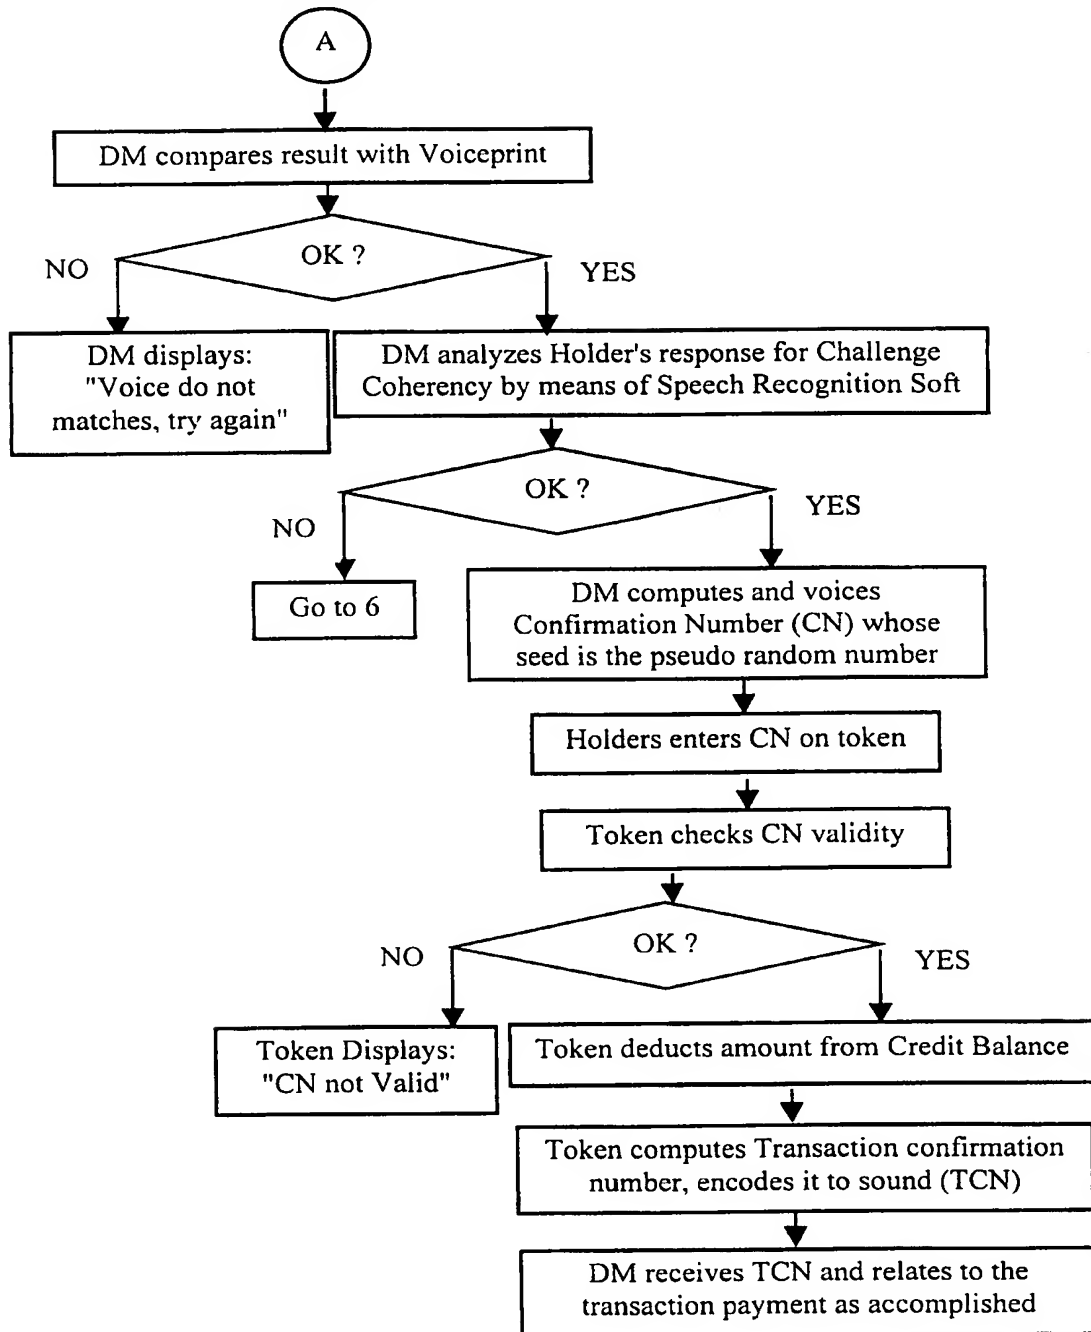 A
DM compares result with Voiceprint
OK ?
NO
YES
DM displays:
"Voice do not
matches, try again"
DM analyzes Holder's response for Challenge
Coherency by means of Speech Recognition Soft
OK ?
NO
YES
Go to 6
DM computes and voices
Confirmation Number (CN) whose
seed is the pseudo random number
Holders enters CN on token
Token checks CN validity
OK ?
NO
YES
Token Displays:
"CN not Valid"
Token deducts amount from Credit Balance
Token computes Transaction confirmation
number, encodes it to sound (TCN)
DM receives TCN and relates to the
transaction payment as accomplished